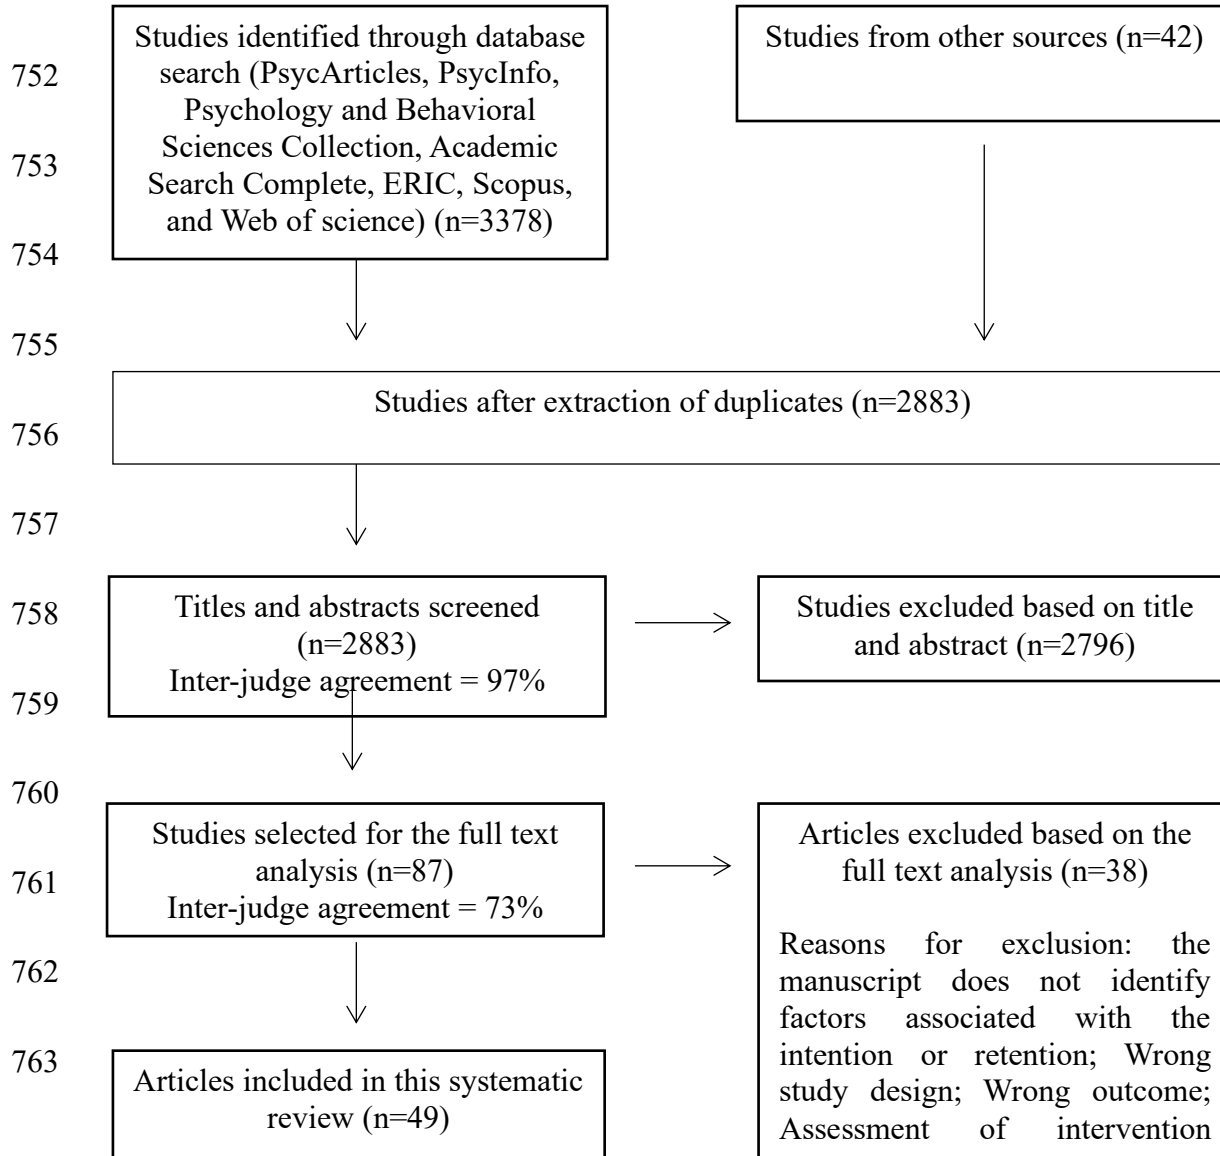 Studies identified through database
search (PsycArticles, PsycInfo,
Psychology and Behavioral
Sciences Collection, Academic
Search Complete, ERIC, Scopus,
and Web of science) (n=3378)
Studies from other sources (n=42)
752
753
754
755
Studies after extraction of duplicates (n=2883)
756
757
758
Titles and abstracts screened
(n=2883)
Inter-judge agreement = 97%
Studies excluded based on title
and abstract (n=2796)
759
760
Studies selected for the full text
analysis (n=87)
Inter-judge agreement = 73%
761
Articles excluded based on the
full text analysis (n=38)
Reasons for exclusion: the
manuscript does not identify
factors associated with the
intention or retention; Wrong
study design; Wrong outcome;
Assessment of intervention
762
763
Articles included in this systematic
review (n=49)